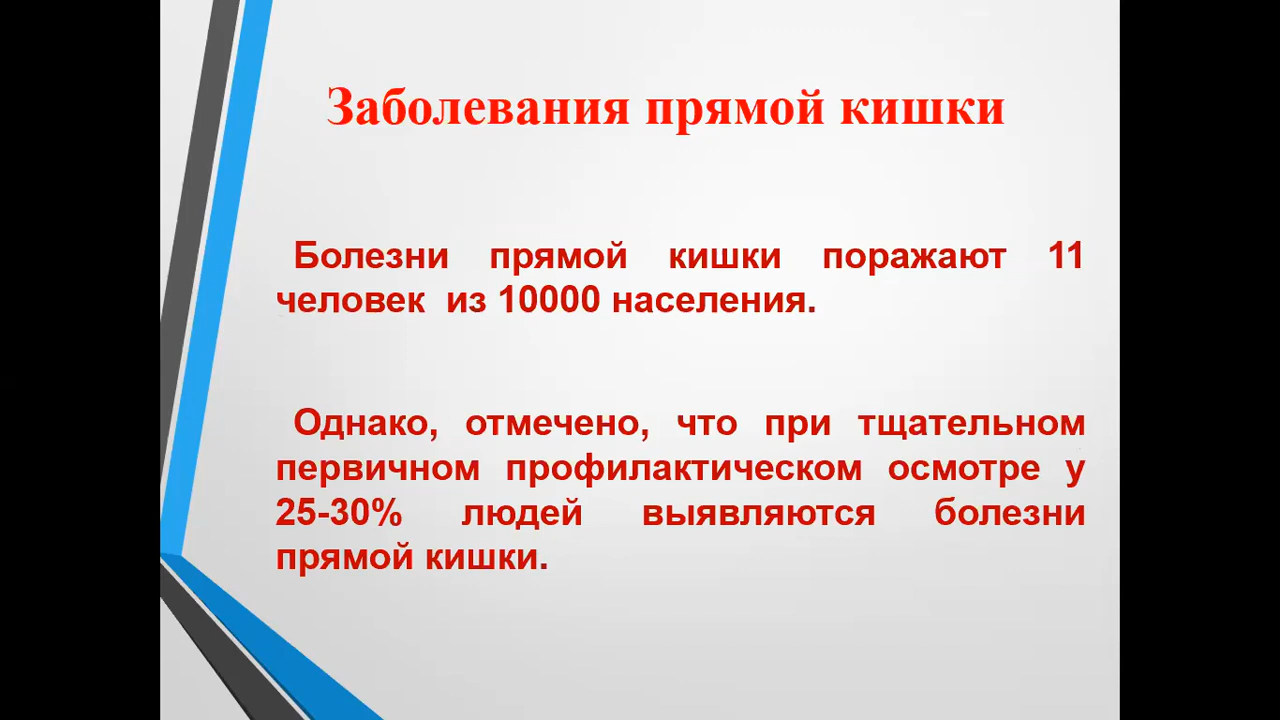 Заболевания прямой кишки
Болезни прямой кишки поражают 11
человек из 10000 населения.
Однако, отмечено, что при тщательном
первичном профилактическом осмотре у
25-30% людей выявляются болезни
прямой кишки.